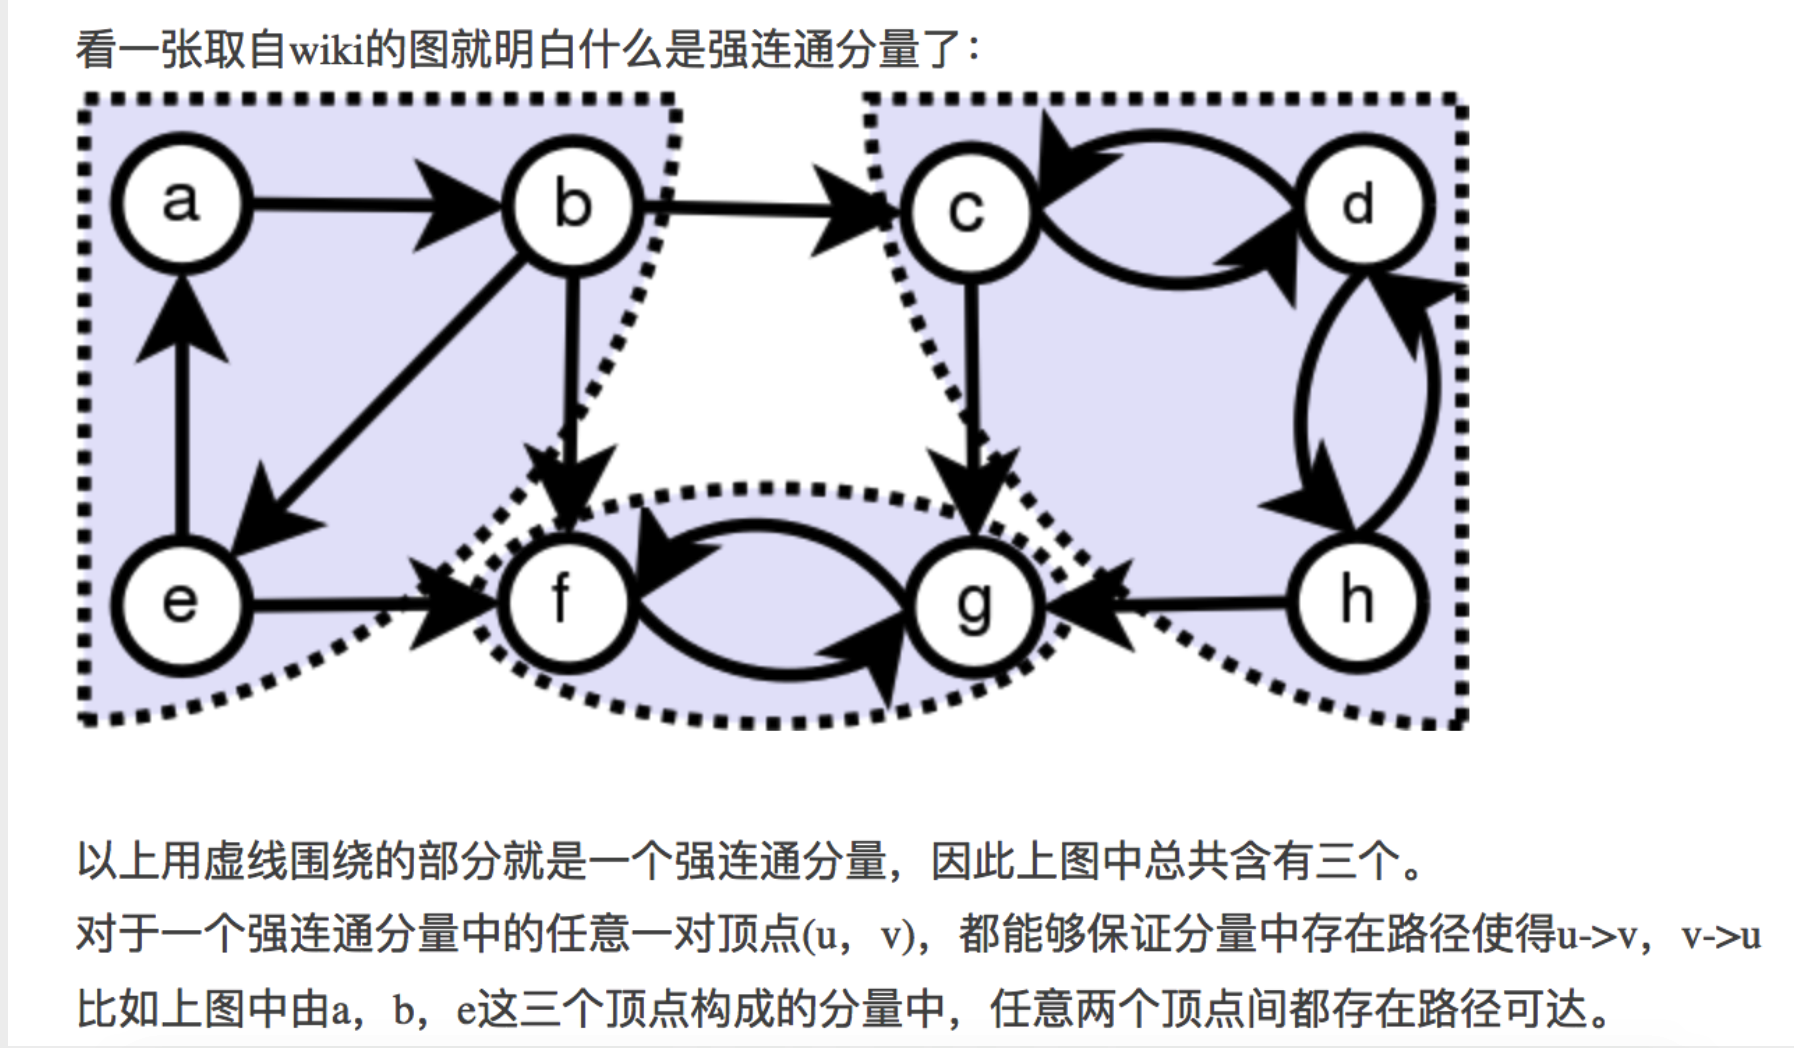 看一张取自wiki的图就明白什么是强连通分量了：
a b c d
e f g h
以上用虚线围绕的部分就是一个强连通分量，因此上图中总共含有三个。
对于一个强连通分量中的任意一对顶点(u，v)，都能够保证分量中存在路径使得u->v，v->u
比如上图中由a，b，e这三个顶点构成的分量中，任意两个顶点间都存在路径可达。